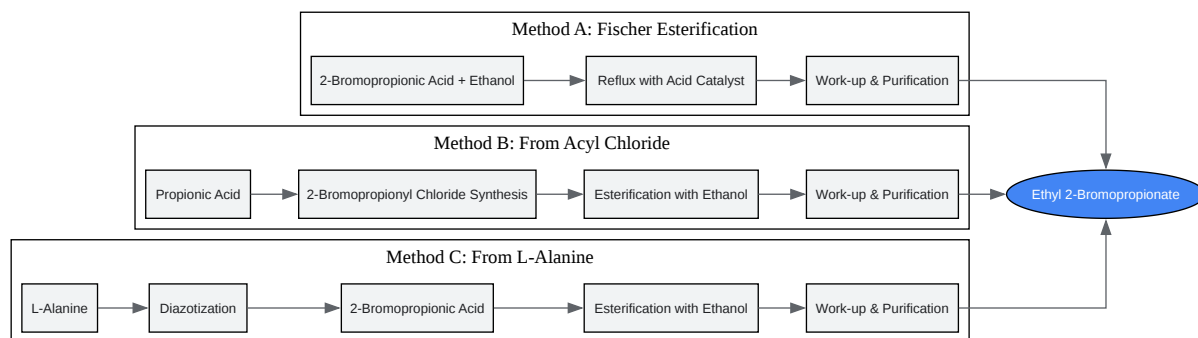 Method A: Fischer Esterification
2-Bromopropionic Acid + Ethanol
Reflux with Acid Catalyst
Work-up & Purification
Method B: From Acyl Chloride
Propionic Acid
2-Bromopropionyl Chloride Synthesis
Esterification with Ethanol
Work-up & Purification
Ethyl 2-Bromopropionate
Method C: From L-Alanine
L-Alanine
Diazotization
2-Bromopropionic Acid
Esterification with Ethanol
Work-up & Purification